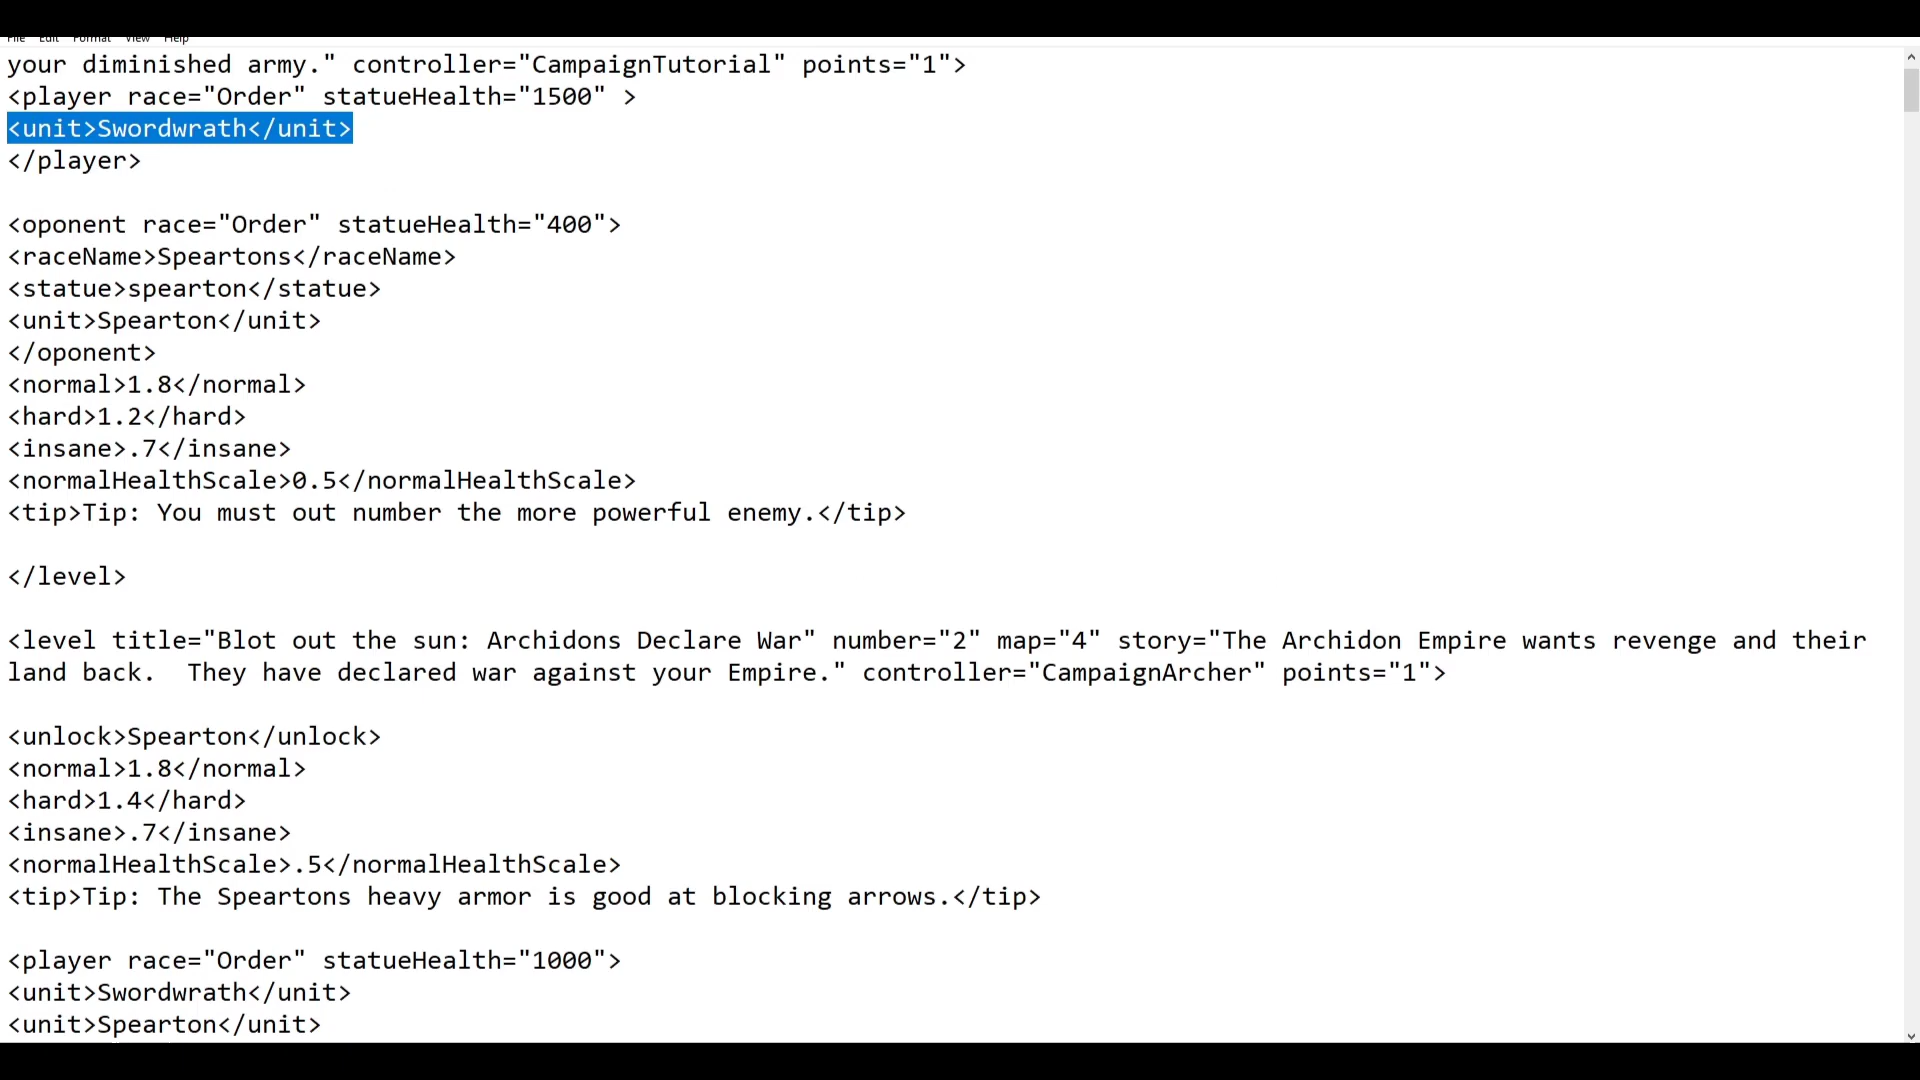 File Edit Format View Help
your diminished army." controller="CampaignTutorial" points="1">
<player race="Order" statueHealth="1500" >
<unit>Swordwrath</unit>
</player>
<oponent race="Order" statueHealth="400">
<raceName>Speartons</raceName>
<statue>spearton</statue>
<unit>Spearton</unit>
</oponent>
<normal>1.8</normal>
<hard>1.2</hard>
<insane>.7</insane>
<normalHealthScale>0.5</normalHealthScale>
<tip>Tip: You must out number the more powerful enemy.</tip>
</level>
<level title="Blot out the sun: Archidons Declare War" number="2" map="4" story="The Archidon Empire wants revenge and their
land back.  They have declared war against your Empire." controller="CampaignArcher" points="1">
<unlock>Spearton</unlock>
<normal>1.8</normal>
<hard>1.4</hard>
<insane>.7</insane>
<normalHealthScale>.5</normalHealthScale>
<tip>Tip: The Speartons heavy armor is good at blocking arrows.</tip>
<player race="Order" statueHealth="1000">
<unit>Swordwrath</unit>
<unit>Spearton</unit>